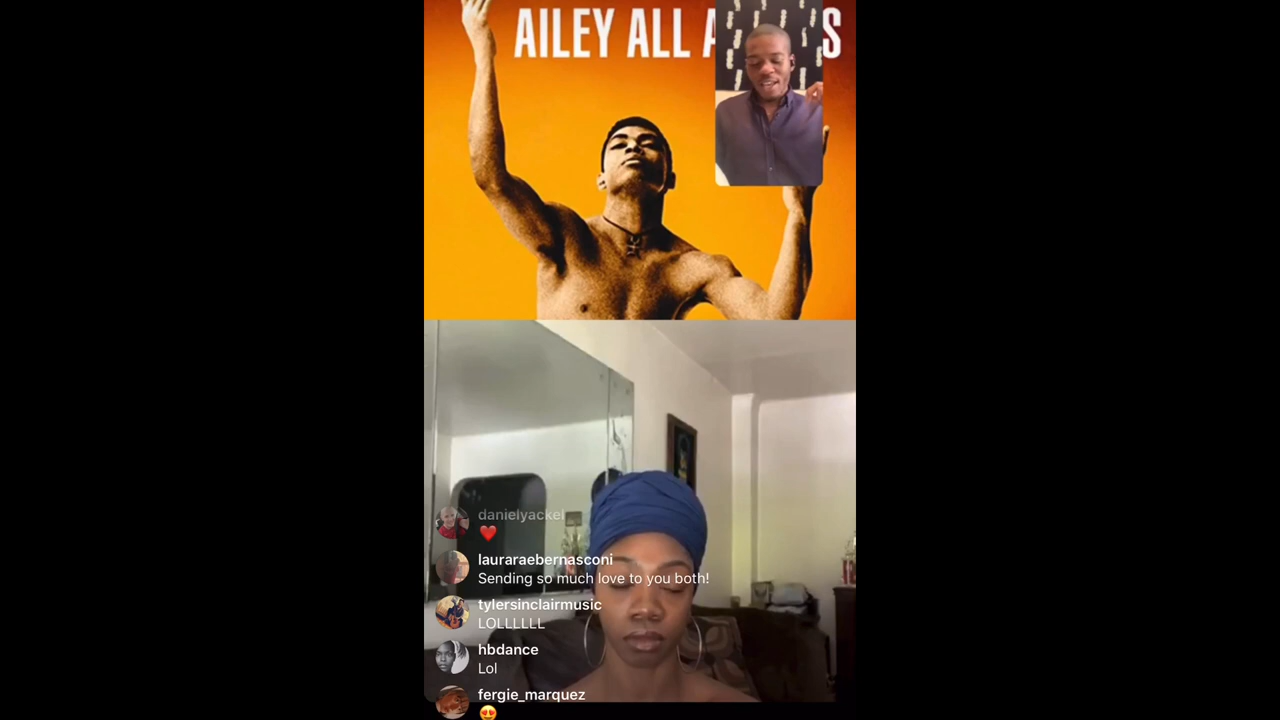 AILEY ALL A S
danielyackel
❤️
lauraraebernasconi
Sending so much love to you both!
tylersinclairmusic
LOLLLLLL
hbdance
Lol
fergie_marquez
😍